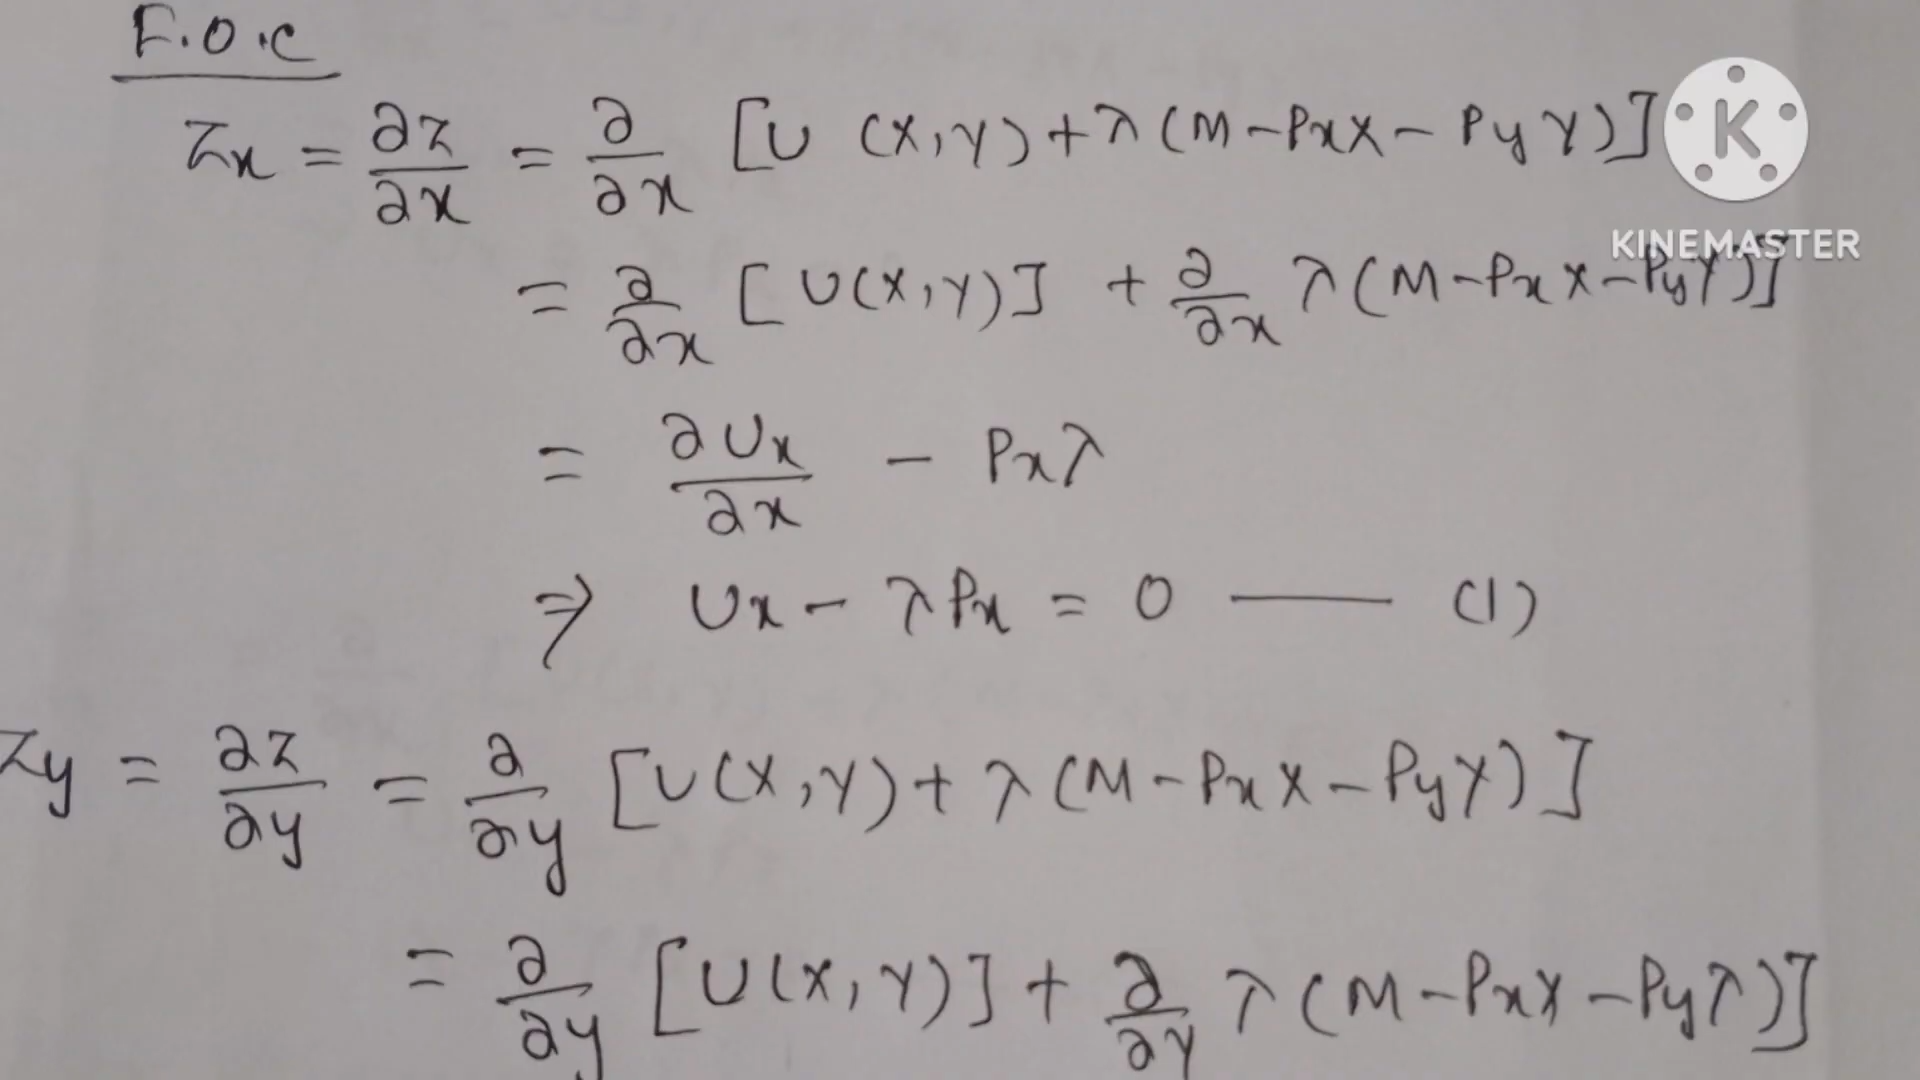 F.O.C
Zx = ∂z/∂x = ∂/∂x [U (X,Y)+λ(M-PxX- PyY)]
K
KINEMASTER
= ∂/∂x [U(X,Y)] + ∂/∂x λ(M-PxX-PyY)]
= ∂Ux/∂x - Pxλ
⇒ Ux - λPx = 0 —— (1)
Zy = ∂z/∂y = ∂/∂y [U(X,Y)+ λ(M-PxX-PyY)]
= ∂/∂y [U(X,Y)] + ∂/∂y λ(M-PxX-Pyλ)]